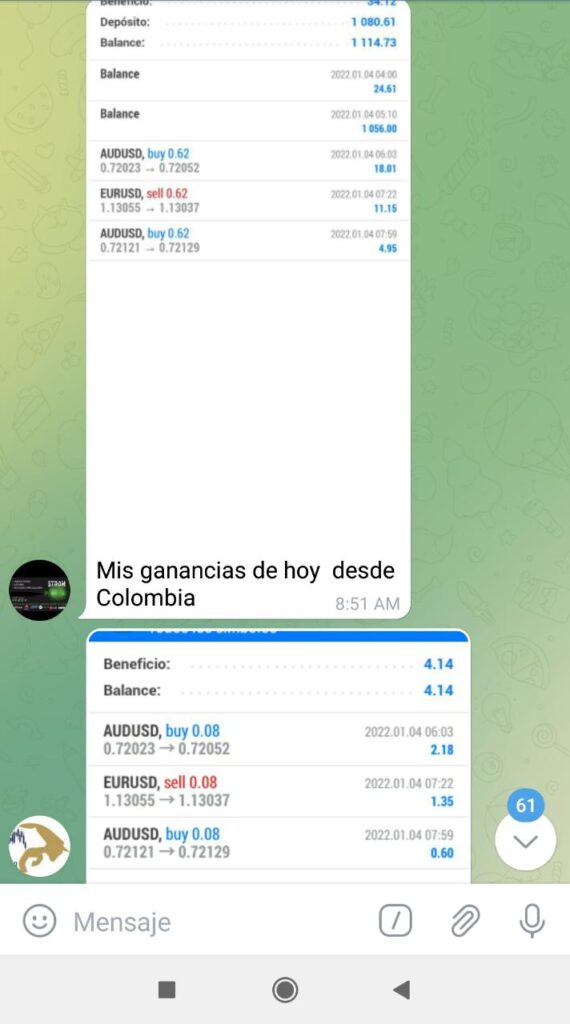 Beneficio: 34.12
Depósito: 1 080.61
Balance: 1 114.73
Balance 2022.01.04 04:00
24.61
Balance 2022.01.04 05:10
1 056.00
AUDUSD, buy 0.62 2022.01.04 06:03
0.72023 → 0.72052 18.01
EURUSD, sell 0.62 2022.01.04 07:22
1.13055 → 1.13037 11.15
AUDUSD, buy 0.62 2022.01.04 07:59
0.72121 → 0.72129 4.95
Mis ganancias de hoy desde
Colombia 8:51 AM
Todos los símbolos
Beneficio: 4.14
Balance: 4.14
AUDUSD, buy 0.08 2022.01.04 06:03
0.72023 → 0.72052 2.18
EURUSD, sell 0.08 2022.01.04 07:22
1.13055 → 1.13037 1.35
61
AUDUSD, buy 0.08 2022.01.04 07:59
0.72121 → 0.72129 0.60
Mensaje